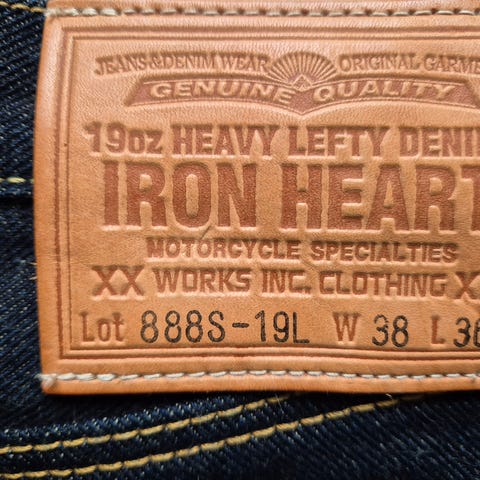 JEANS&DENIM WEAR ORIGINAL GARME
GENUINE QUALITY
19oz HEAVY LEFTY DENI
IRON HEART
MOTORCYCLE SPECIALTIES
XX WORKS INC. CLOTHING X
Lot 888S-19L W 38 L 36